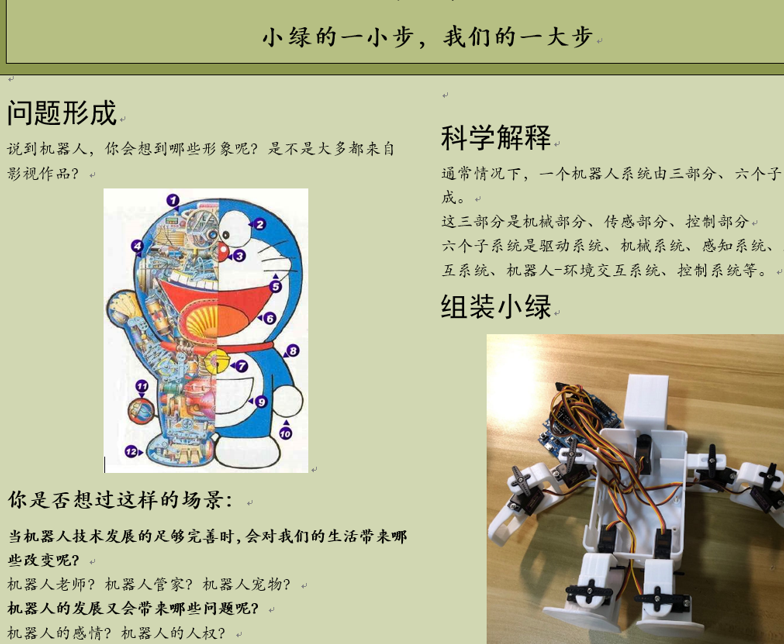 小绿的一小步，我们的一大步
问题形成
说到机器人，你会想到哪些形象呢？是不是大多都来自
影视作品？
1
2
3
4
5
6
7
8
9
10
11
12
你是否想过这样的场景：
当机器人技术发展的足够完善时，会对我们的生活带来哪
些改变呢？
机器人老师？机器人管家？机器人宠物？
机器人的发展又会带来哪些问题呢？
机器人的感情？机器人的人权？
科学解释
通常情况下，一个机器人系统由三部分、六个子
成。
这三部分是机械部分、传感部分、控制部分
六个子系统是驱动系统、机械系统、感知系统、
互系统、机器人-环境交互系统、控制系统等。
组装小绿